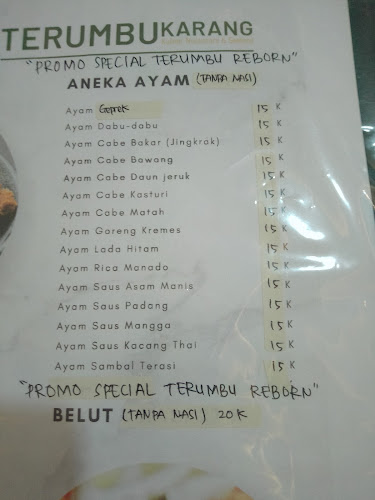 TERUMBUKARANG
"PROMO SPECIAL TERUMBU REBORN"
ANEKA AYAM (TANPA NASI)
Ayam Geprek 15 K
Ayam Dabu-dabu 15 K
Ayam Cabe Bakar (Jingkrak) 15 K
Ayam Cabe Bawang 15 K
Ayam Cabe Daun jeruk 15 K
Ayam Cabe Kasturi 15 K
Ayam Cabe Matah 15 K
Ayam Goreng Kremes 15 K
Ayam Lada Hitam 15 K
Ayam Rica Manado 15 K
Ayam Saus Asam Manis 15 K
Ayam Saus Padang 15 K
Ayam Saus Mangga 15 K
Ayam Saus Kacang Thai 15 K
Ayam Sambal Terasi 15 K
"PROMO SPECIAL TERUMBU REBORN"
BELUT (TANPA NASI) 20 K